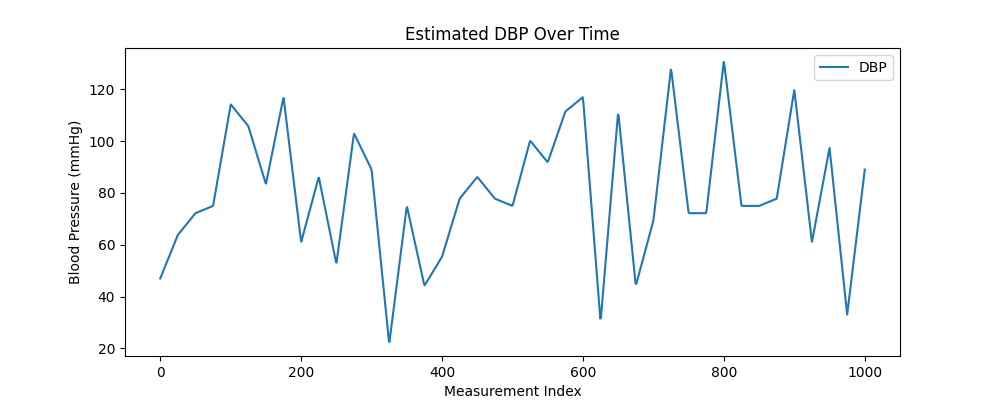 Estimated DBP Over Time
DBP
Blood Pressure (mmHg)
120
100
80
60
40
20
0 200 400 600 800 1000
Measurement Index